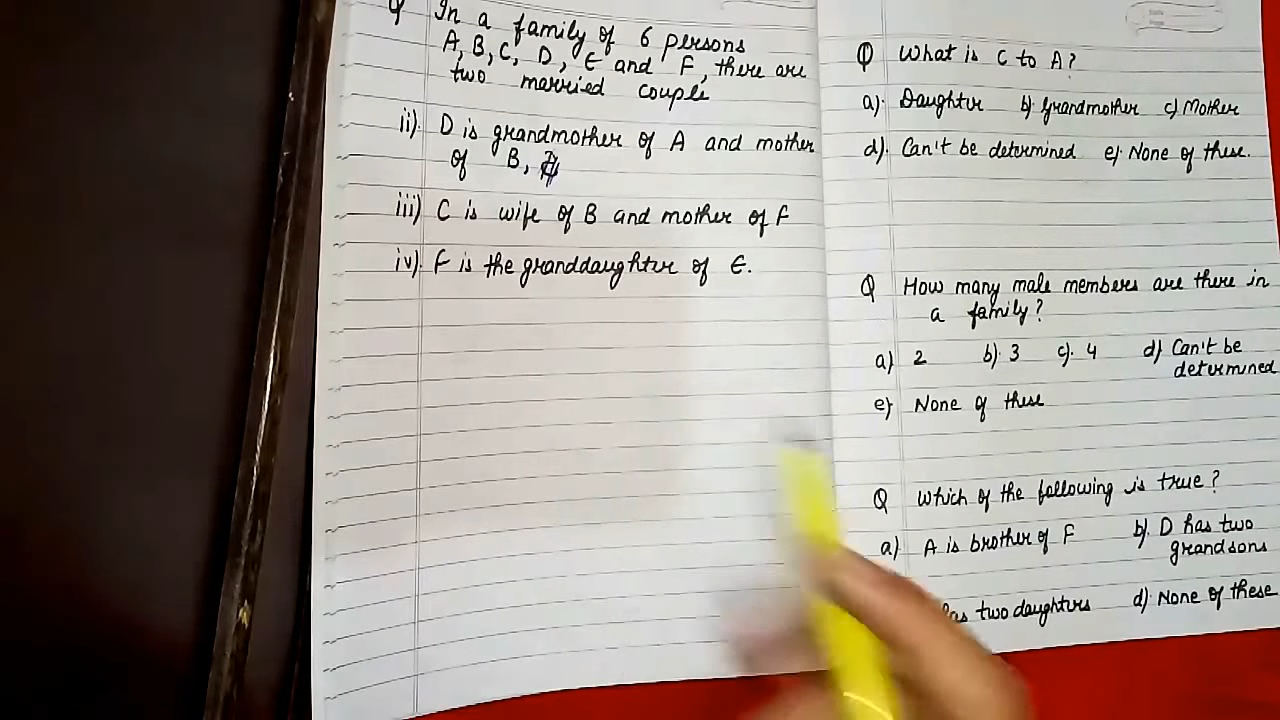 Q In a family of 6 persons
A, B, C, D, E and F, there are
two married couple
ii). D is grandmother of A and mother
of B,
iii) C is wife of B and mother of F
iv). F is the granddaughter of E.
Q What is C to A?
a). Daughter b) Grandmother c) Mother
d). Can't be determined e). None of these.
Q How many male members are there in
a family?
a) 2 b). 3 c). 4 d) Can't be
determined
e) None of these
Q Which of the following is true?
a) A is brother of F b). D has two
grandsons
has two daughters d). None of these